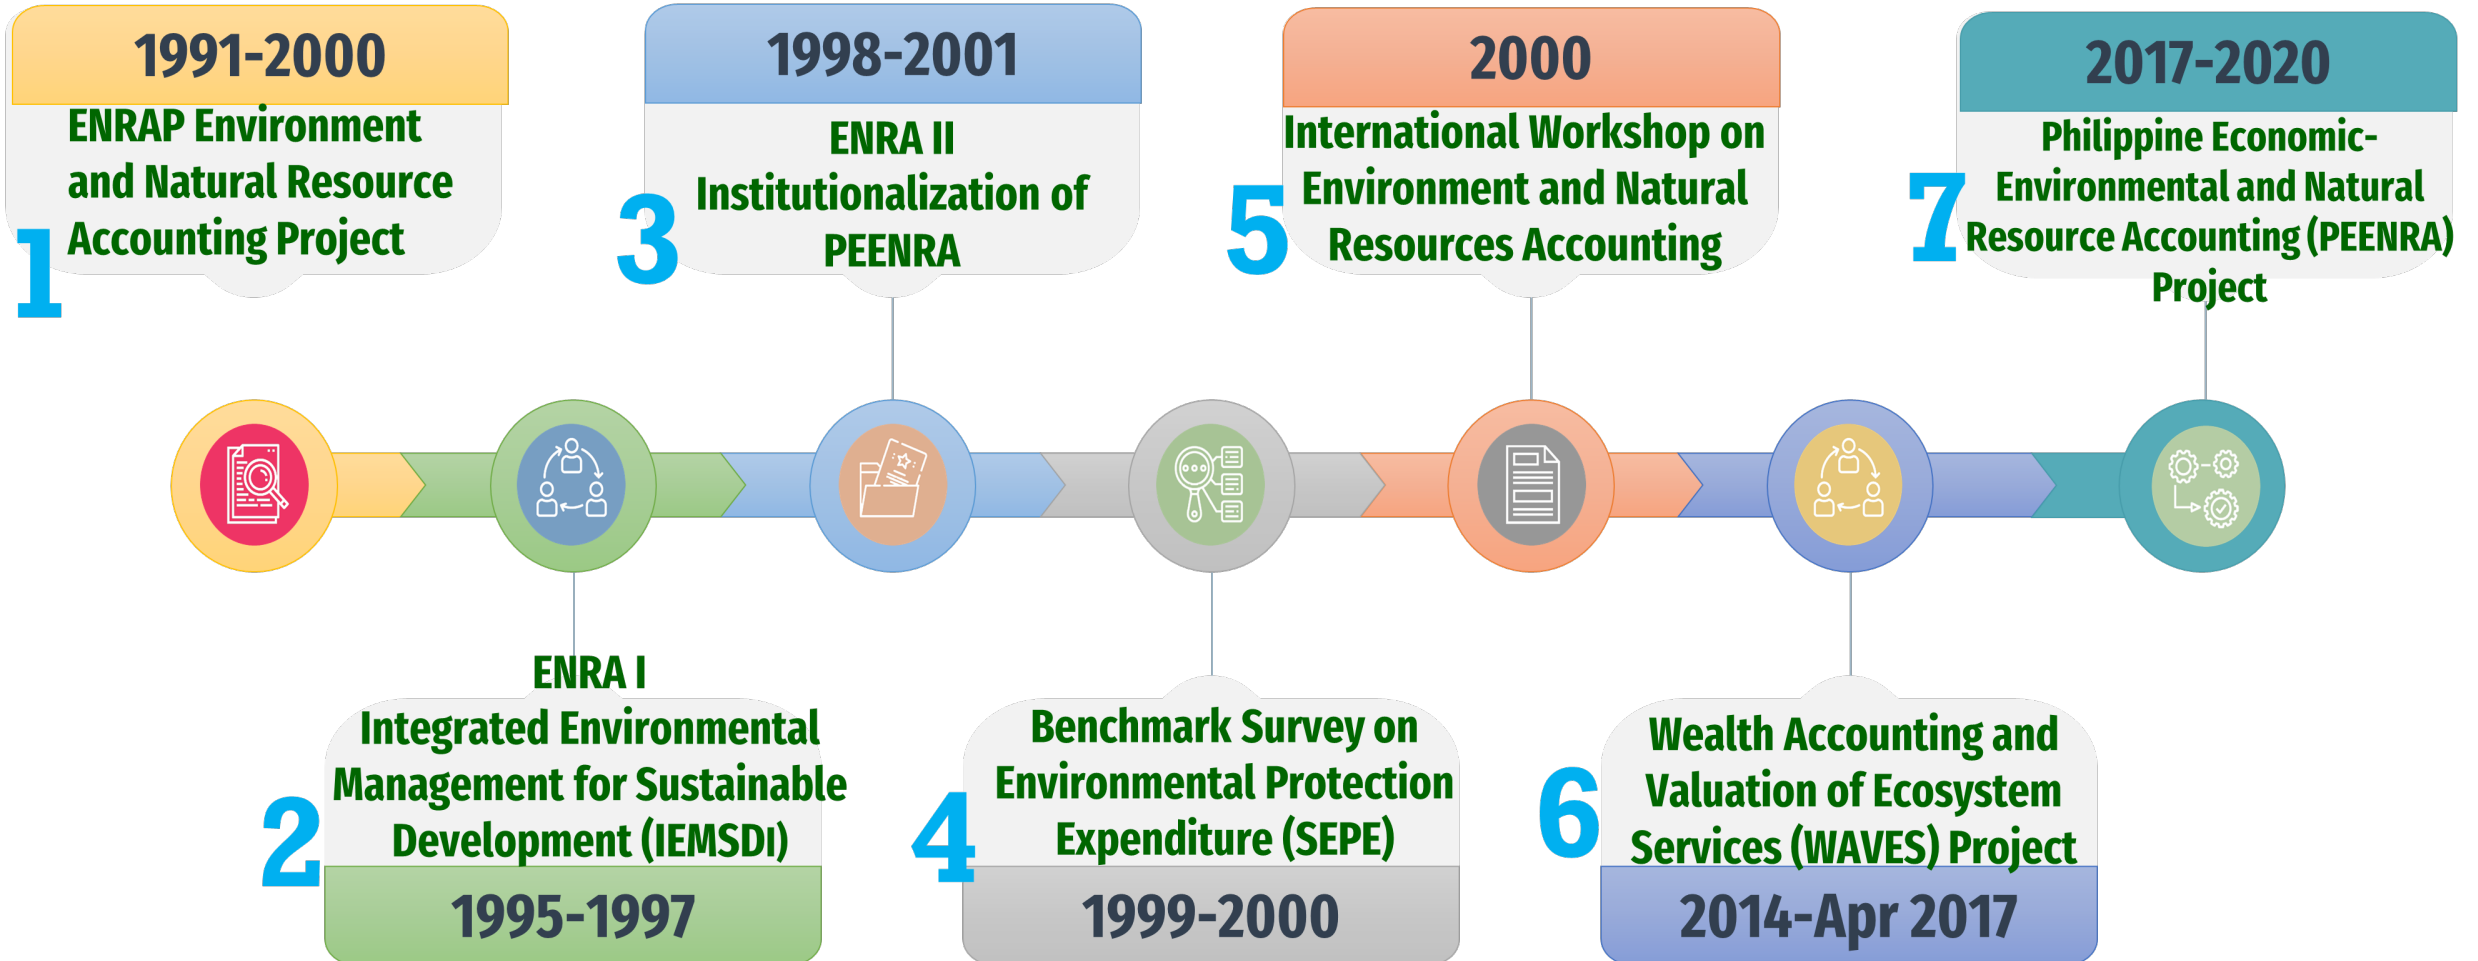 1991-2000
ENRAP Environment
and Natural Resource
Accounting Project
1
ENRA I
Integrated Environmental
Management for Sustainable
Development (IEMSDI)
2
1995-1997
1998-2001
ENRA II
Institutionalization of
PEENRA
3
Benchmark Survey on
Environmental Protection
Expenditure (SEPE)
4
1999-2000
2000
International Workshop on
Environment and Natural
Resources Accounting
5
Wealth Accounting and
Valuation of Ecosystem
Services (WAVES) Project
6
2014-Apr 2017
2017-2020
Philippine Economic-
Environmental and Natural
Resource Accounting (PEENRA)
Project
7